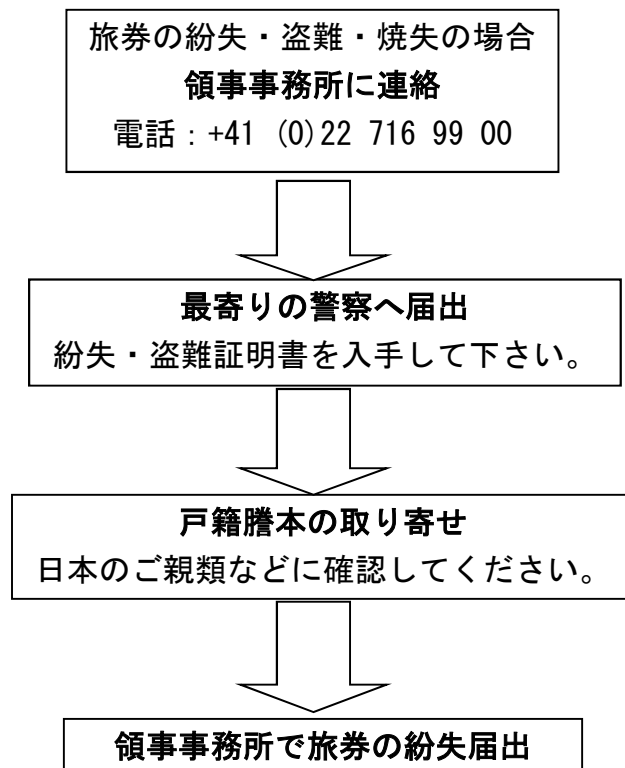 旅券の紛失・盗難・焼失の場合
領事事務所に連絡
電話：+41 (0)22 716 99 00
最寄りの警察へ届出
紛失・盗難証明書を入手して下さい。
戸籍謄本の取り寄せ
日本のご親類などに確認してください。
領事事務所で旅券の紛失届出